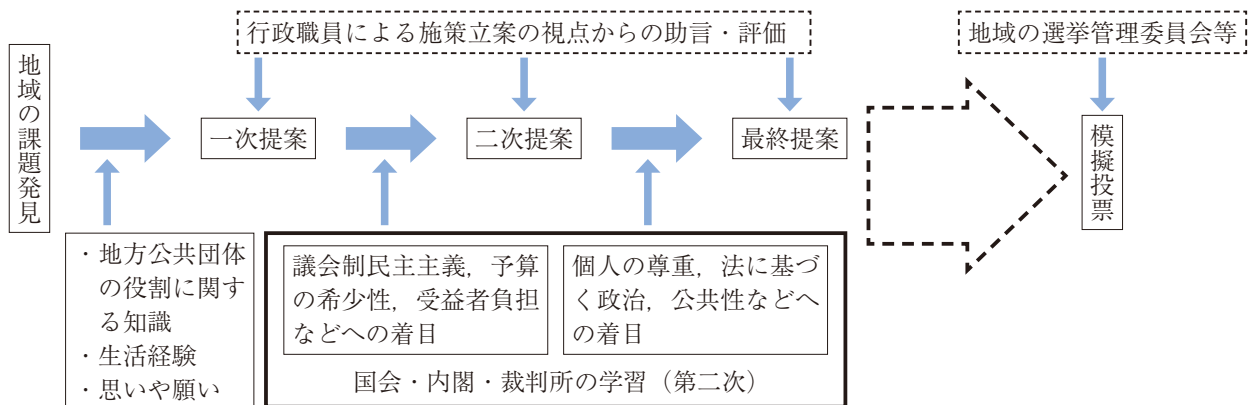 行政職員による施策立案の視点からの助言・評価
地域の選挙管理委員会等
地域の課題発見
一次提案
二次提案
最終提案
模擬投票
・地方公共団体
の役割に関す
る知識
・生活経験
・思いや願い
議会制民主主義，予算
の希少性，受益者負担
などへの着目
個人の尊重，法に基づ
く政治，公共性などへ
の着目
国会・内閣・裁判所の学習（第二次）